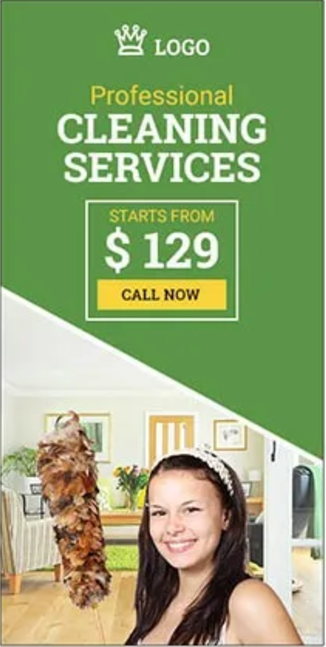 LOGO
Professional
CLEANING
SERVICES
STARTS FROM
$ 129
CALL NOW